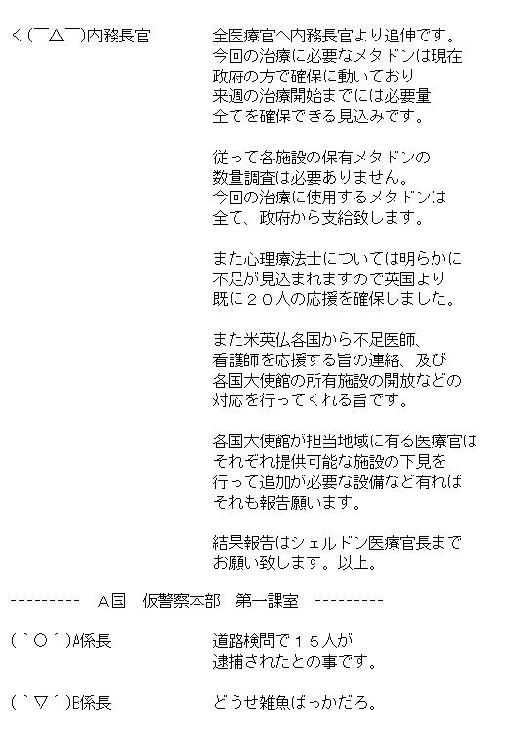 く(￣△￣)内務長官　全医療官へ内務長官より追伸です。
今回の治療に必要なメタドンは現在
政府の方で確保に動いており
来週の治療開始までには必要量
全てを確保できる見込みです。
従って各施設の保有メタドンの
数量調査は必要ありません。
今回の治療に使用するメタドンは
全て、政府から支給致します。
また心理療法士については明らかに
不足が見込まれますので英国より
既に２０人の応援を確保しました。
また米英仏各国から不足医師、
看護師を応援する旨の連絡、及び
各国大使館の所有施設の開放などの
対応を行ってくれる旨です。
各国大使館が担当地域に有る医療官は
それぞれ提供可能な施設の下見を
行って追加が必要な設備など有れば
それも報告願います。
結果報告はシェルドン医療官長まで
お願い致します。以上。
---------　Ａ国　仮警察本部　第一課室　---------
(｀○´)A係長　道路検問で１５人が
逮捕されたとの事です。
(｀▽´)B係長　どうせ雑魚ばっかだろ。